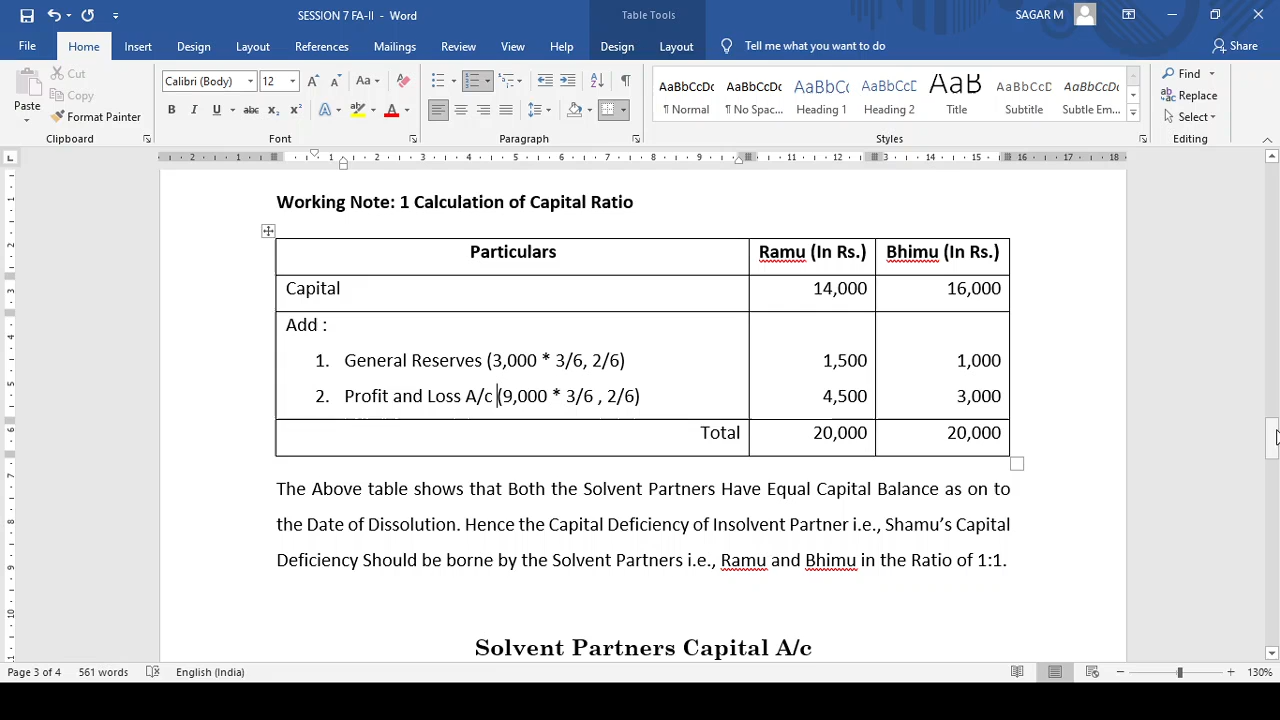 SESSION 7 FA-II - Word
Table Tools
SAGAR M
File Home Insert Design Layout References Mailings Review View Help Design Layout Tell me what you want to do Share
Paste
Cut
Copy
Format Painter
Clipboard
Calibri (Body) 12
Font
Paragraph
AaBbCcDc AaBbCcDc AaBbCc AaBbCcD AaB AaBbCcD AaBbCcDc
¶ Normal ¶ No Spac... Heading 1 Heading 2 Title Subtitle Subtle Em...
Styles
Find
Replace
Select
Editing
Working Note: 1 Calculation of Capital Ratio
Particulars Ramu (In Rs.) Bhimu (In Rs.)
Capital 14,000 16,000
Add :
1. General Reserves (3,000 * 3/6, 2/6) 1,500 1,000
2. Profit and Loss A/c (9,000 * 3/6 , 2/6) 4,500 3,000
Total 20,000 20,000
The Above table shows that Both the Solvent Partners Have Equal Capital Balance as on to
the Date of Dissolution. Hence the Capital Deficiency of Insolvent Partner i.e., Shamu’s Capital
Deficiency Should be borne by the Solvent Partners i.e., Ramu and Bhimu in the Ratio of 1:1.
Solvent Partners Capital A/c
Page 3 of 4 561 words English (India) 130%